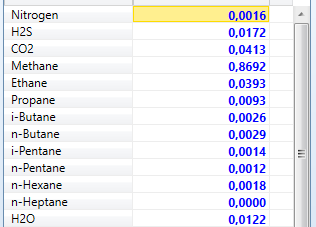 Nitrogen 0,0016
H2S 0,0172
CO2 0,0413
Methane 0,8692
Ethane 0,0393
Propane 0,0093
i-Butane 0,0026
n-Butane 0,0029
i-Pentane 0,0014
n-Pentane 0,0012
n-Hexane 0,0018
n-Heptane 0,0000
H2O 0,0122